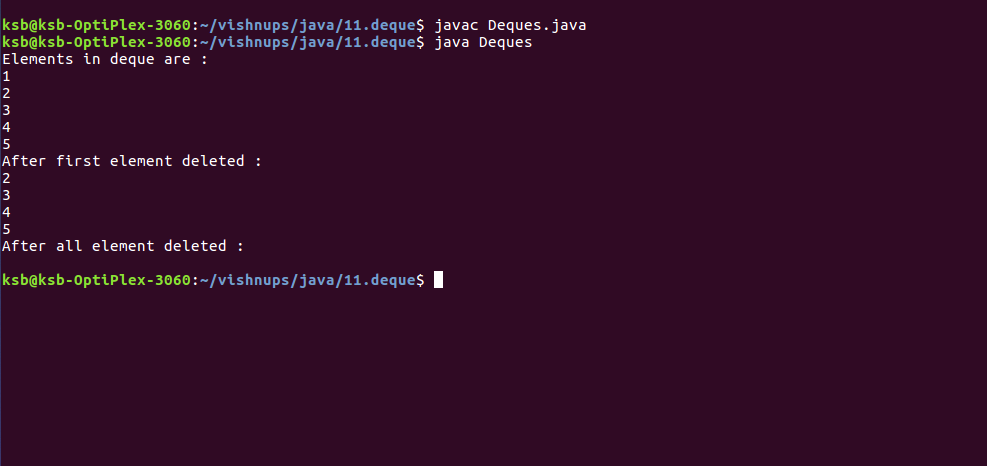 ksb@ksb-OptiPlex-3060:~/vishnups/java/11.deque$ javac Deques.java
ksb@ksb-OptiPlex-3060:~/vishnups/java/11.deque$ java Deques
Elements in deque are :
1
2
3
4
5
After first element deleted :
2
3
4
5
After all element deleted :
ksb@ksb-OptiPlex-3060:~/vishnups/java/11.deque$